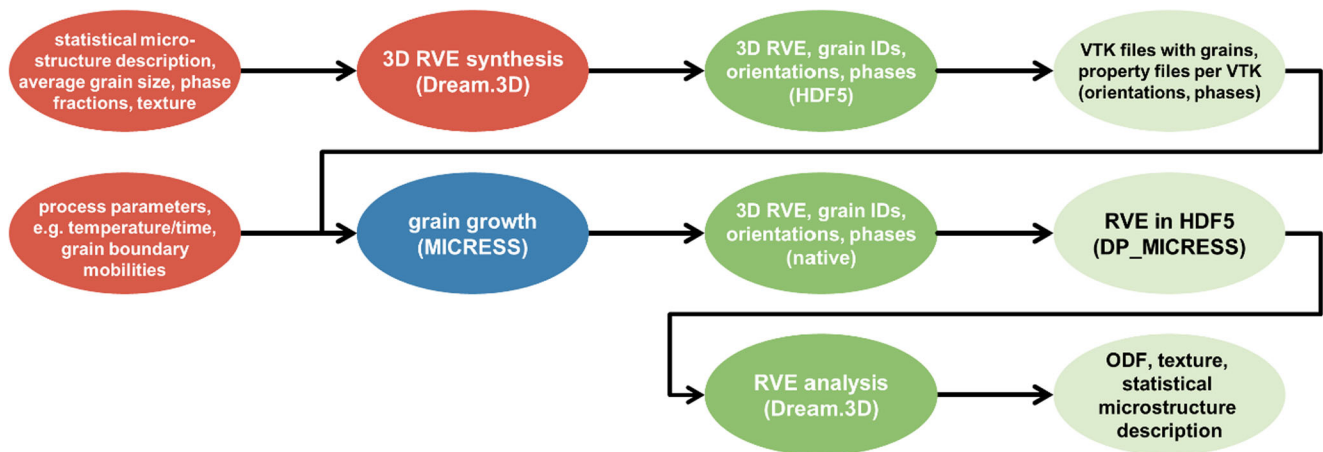 statistical micro-
structure description,
average grain size, phase
fractions, texture
3D RVE synthesis
(Dream.3D)
3D RVE, grain IDs,
orientations, phases
(HDF5)
VTK files with grains,
property files per VTK
(orientations, phases)
process parameters,
e.g. temperature/time,
grain boundary
mobilities
grain growth
(MICRESS)
3D RVE, grain IDs,
orientations, phases
(native)
RVE in HDF5
(DP_MICRESS)
RVE analysis
(Dream.3D)
ODF, texture,
statistical
microstructure
description